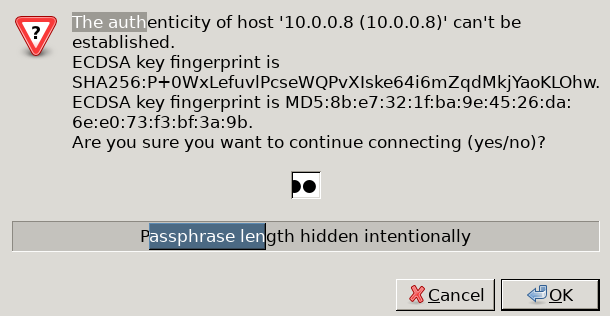 The authenticity of host '10.0.0.8 (10.0.0.8)' can't be
established.
ECDSA key fingerprint is
SHA256:P+0WxLefuvlPcseWQPvXIske64i6mZqdMkjYaoKLOhw.
ECDSA key fingerprint is MD5:8b:e7:32:1f:ba:9e:45:26:da:
6e:e0:73:f3:bf:3a:9b.
Are you sure you want to continue connecting (yes/no)?
Passphrase length hidden intentionally
Cancel
OK